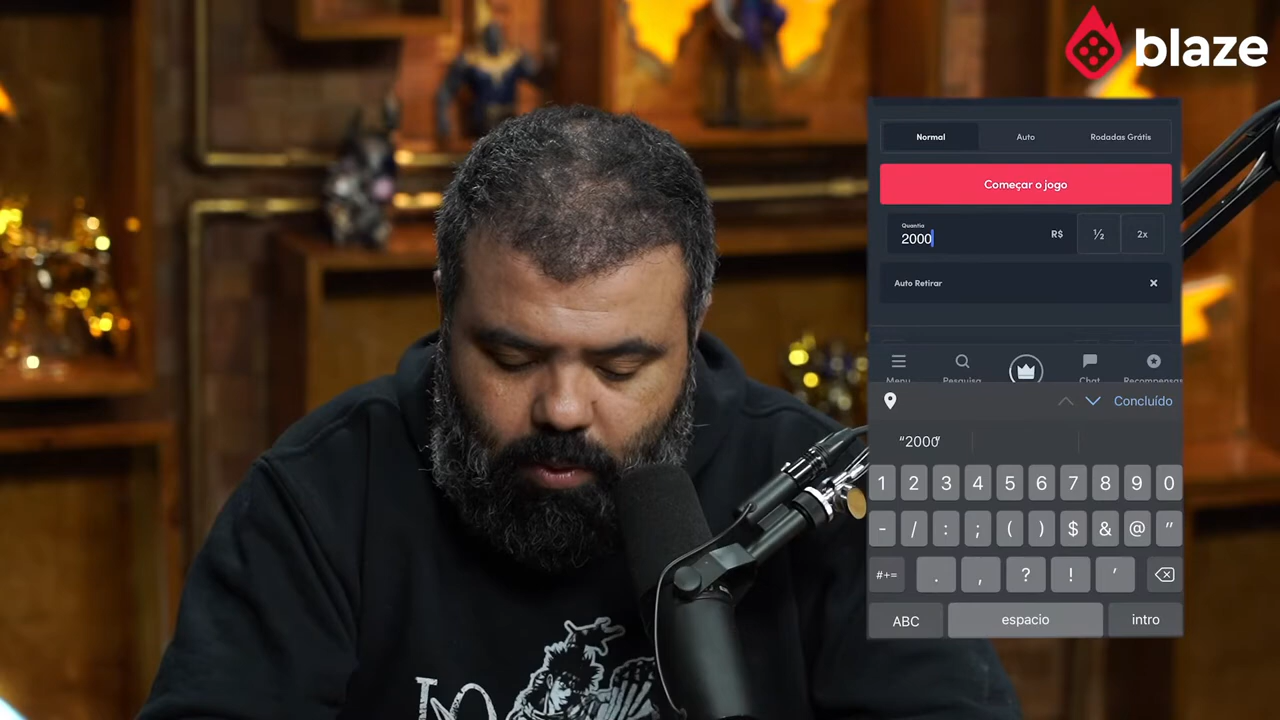 blaze
Normal Auto Rodadas Grátis
Começar o jogo
Quantia
2000 R$ ½ 2x
Auto Retirar ×
Menu Pesquisa Chat Recompensas
Concluído
“2000”
1 2 3 4 5 6 7 8 9 0
- / : ; ( ) $ & @ "
#+= . , ? ! ’
ABC espacio intro